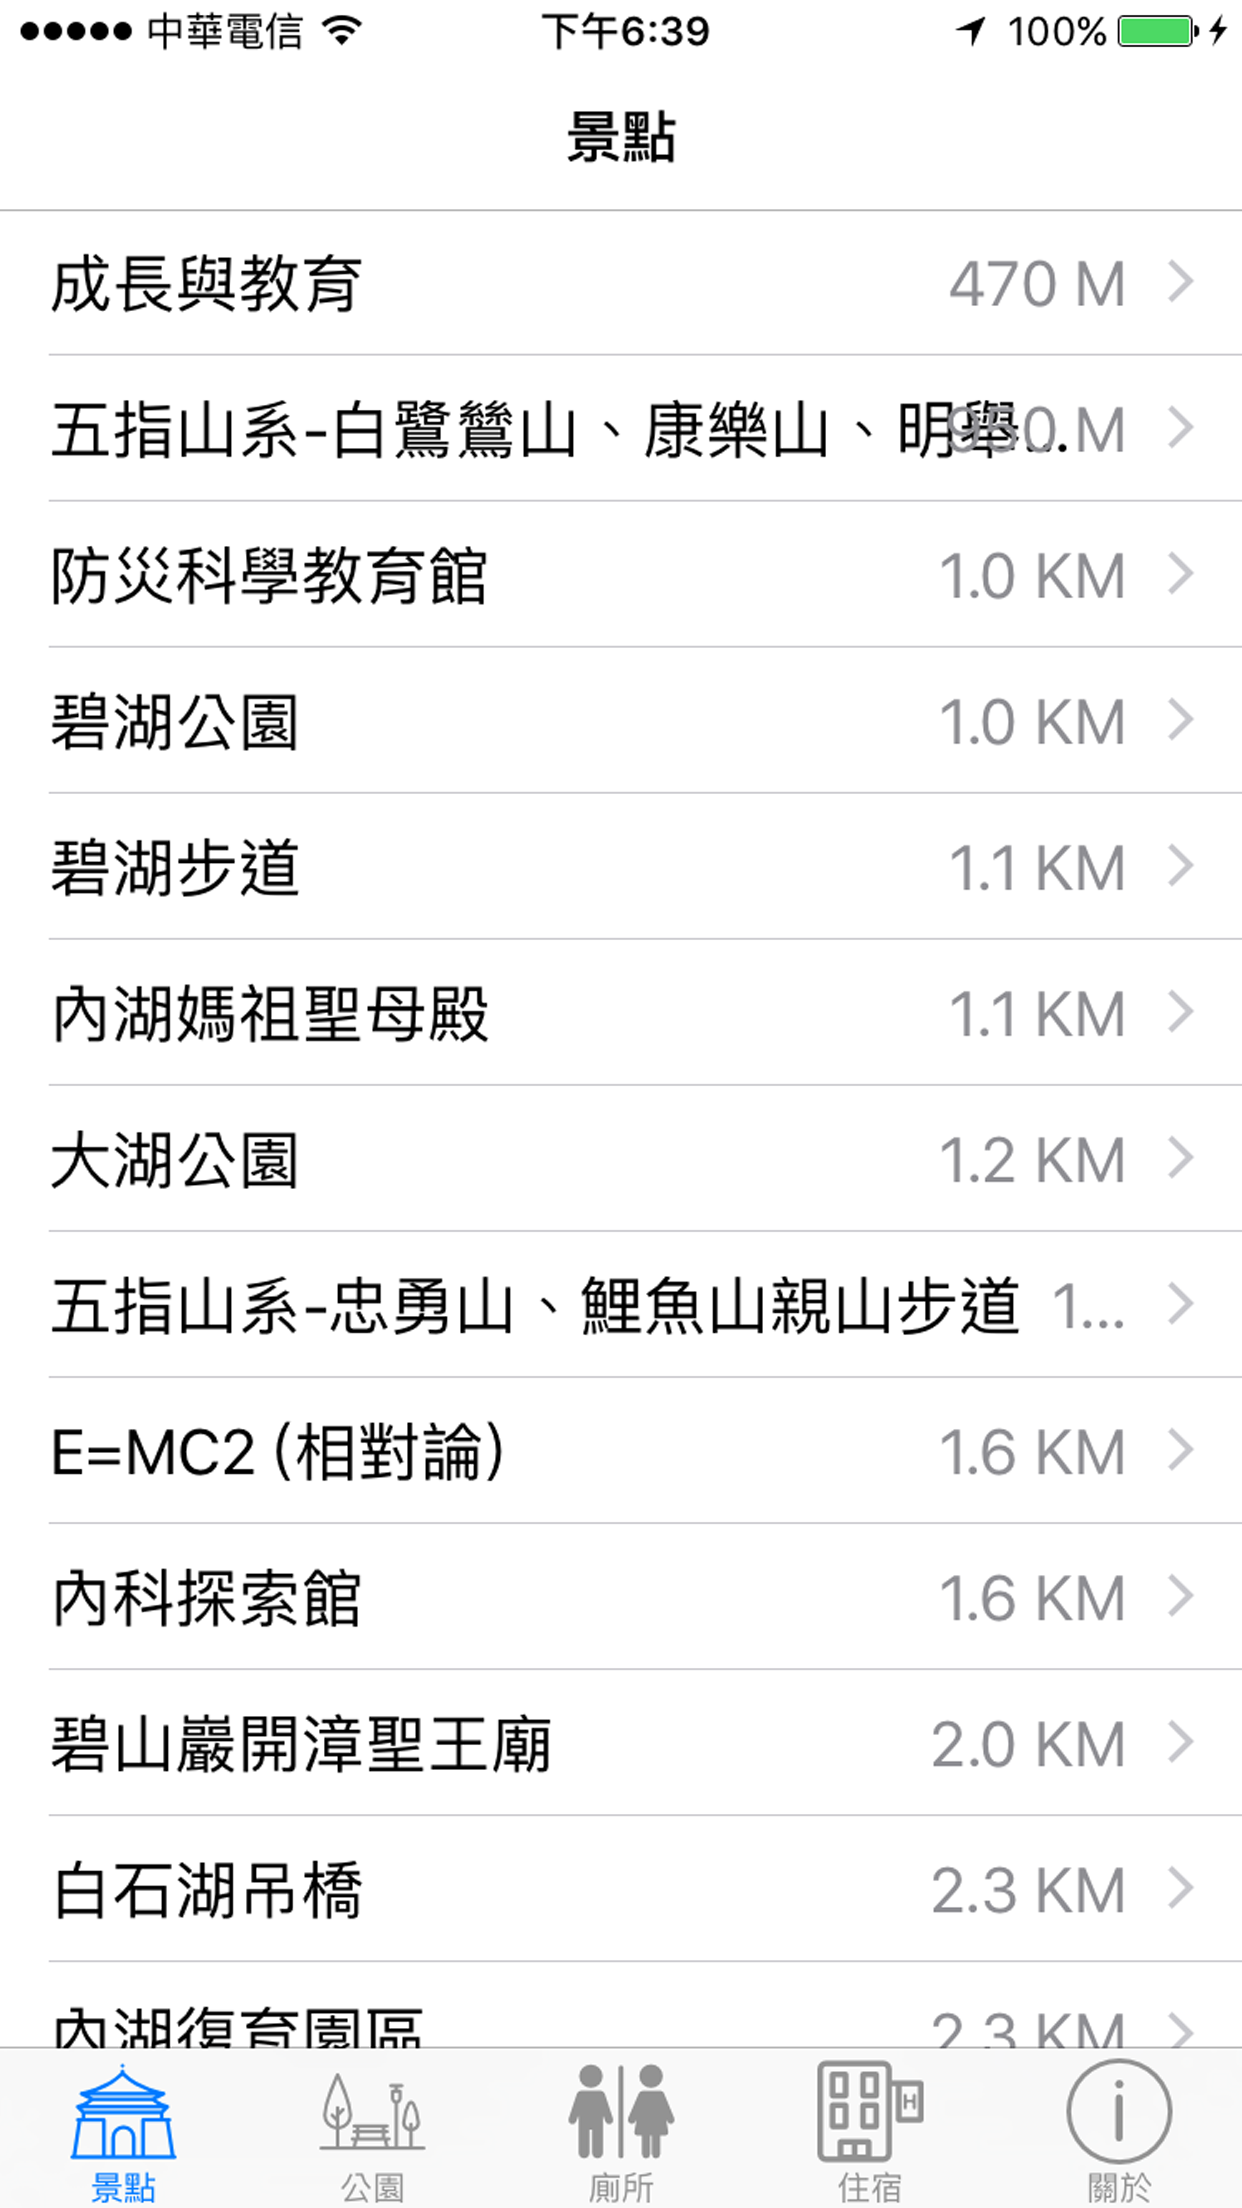 中華電信 下午6:39 100%
景點
成長與教育 470 M
五指山系-白鷺鷥山、康樂山、明舉... 950 M
防災科學教育館 1.0 KM
碧湖公園 1.0 KM
碧湖步道 1.1 KM
內湖媽祖聖母殿 1.1 KM
大湖公園 1.2 KM
五指山系-忠勇山、鯉魚山親山步道 1...
E=MC2 (相對論) 1.6 KM
內科探索館 1.6 KM
碧山巖開漳聖王廟 2.0 KM
白石湖吊橋 2.3 KM
內湖復育園區 2.3 KM
景點 公園 廁所 H 住宿 關於